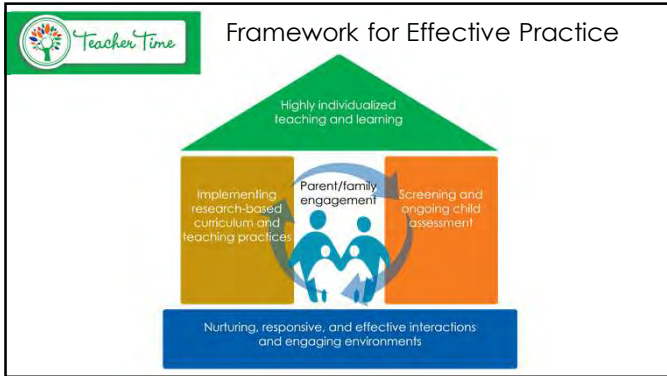 Teacher Time
Framework for Effective Practice
Highly individualized
teaching and learning
Implementing
research-based
curriculum and
teaching practices
Parent/family
engagement
Screening and
ongoing child
assessment
Nurturing, responsive, and effective interactions
and engaging environments